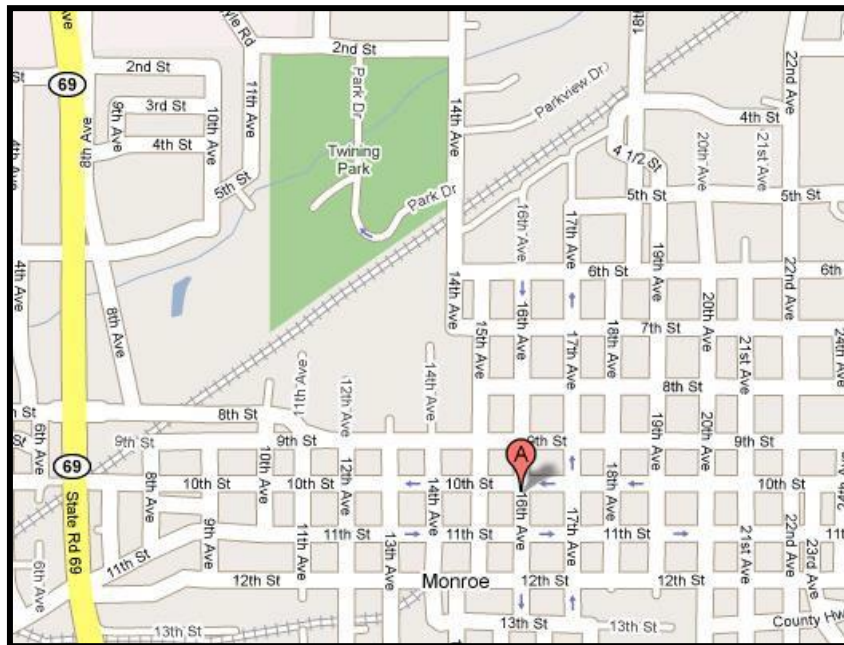 Ave
yle Rd
2nd St
18t
22nd Ave
69
2nd St
9th Ave
3rd St
10th Ave
11th Ave
Park Dr
14th Ave
Parkview Dr
4th St
4th St
8th Ave
Twining
Park
4 1/2 St
20th Ave
21st Ave
5th St
Park Dr
5th St
5th St
16th Ave
17th Ave
4th Ave
4th Ave
14th Ave
6th St
19th Ave
22nd Ave
6th
8th Ave
15th Ave
16th Ave
17th Ave
18th Ave
7th St
20th Ave
21st Ave
24th Ave
11th Ave
12th Ave
14th Ave
8th St
8th St
6th Ave
9th St
9th St
A
9th St
19th Ave
20th Ave
9th St
69
8th Ave
10th St
10th Ave
10th St
12th Ave
14th Ave
10th St
18th Ave
10th St
State Rd 69
9th Ave
11th St
11th Ave
11th St
13th Ave
11th St
16th Ave
17th Ave
11th St
21st Ave
22nd Ave
23rd Ave
11t
6th Ave
12th St
Monroe
12th St
12th St
13th St
13th St
13th St
County Hw